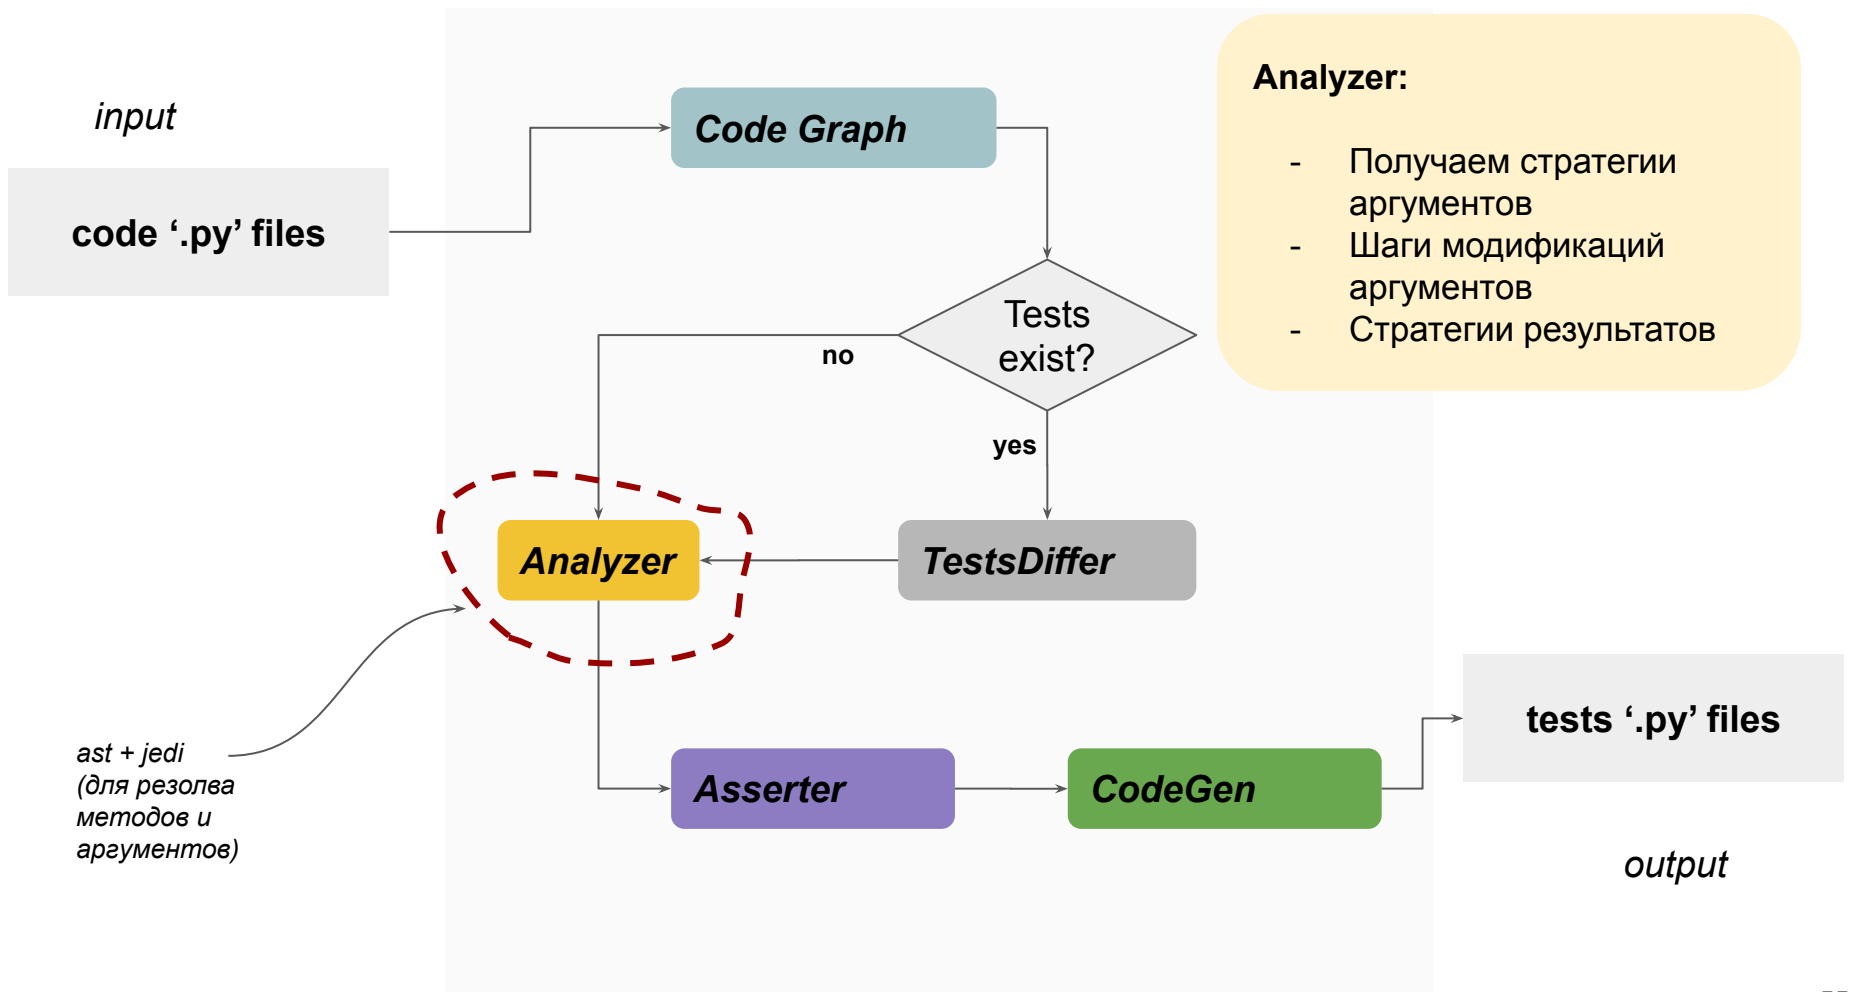 input
code ‘.py’ files
Code Graph
Analyzer:
- Получаем стратегии
аргументов
- Шаги модификаций
аргументов
- Стратегии результатов
Tests
exist?
no
yes
Analyzer
TestsDiffer
ast + jedi
(для резолва
методов и
аргументов)
Asserter
CodeGen
tests ‘.py’ files
output